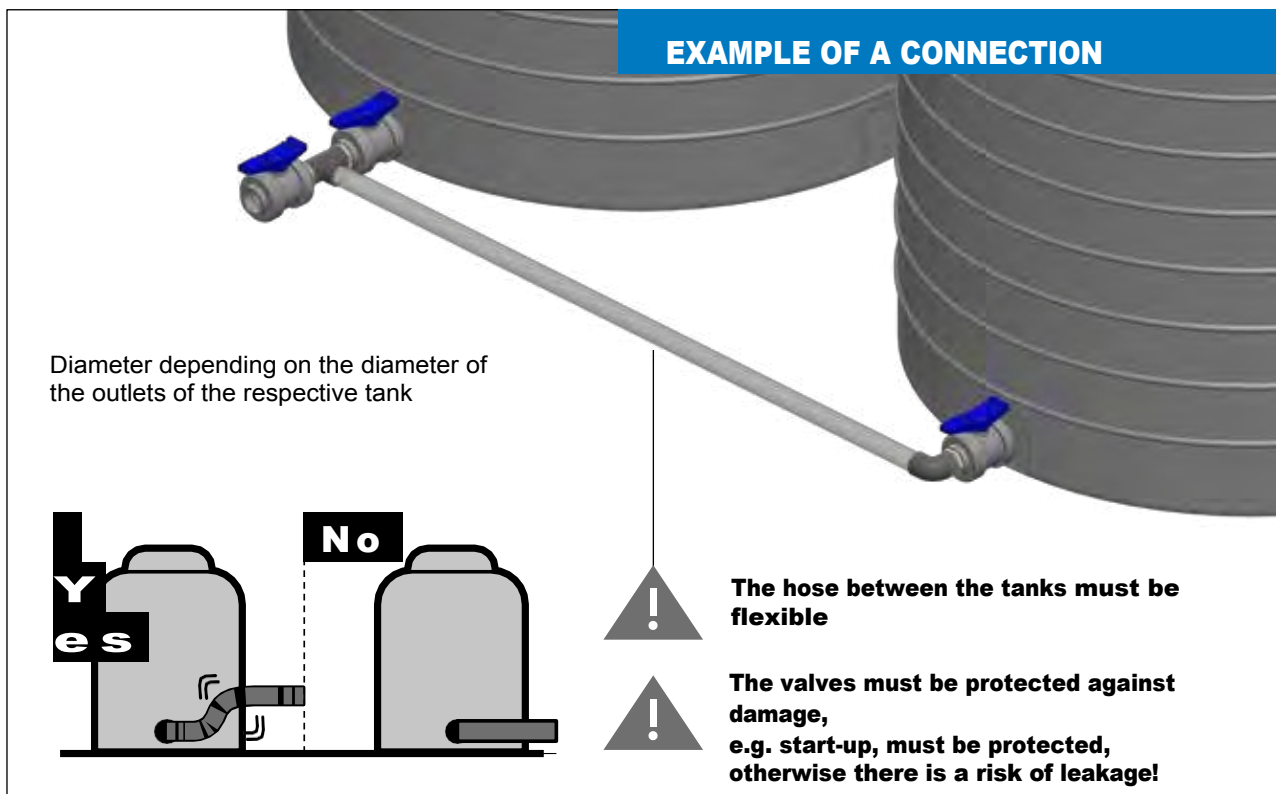 EXAMPLE OF A CONNECTION
Diameter depending on the diameter of
the outlets of the respective tank
Y
es
No
The hose between the tanks must be
flexible
The valves must be protected against
damage,
e.g. start-up, must be protected,
otherwise there is a risk of leakage!